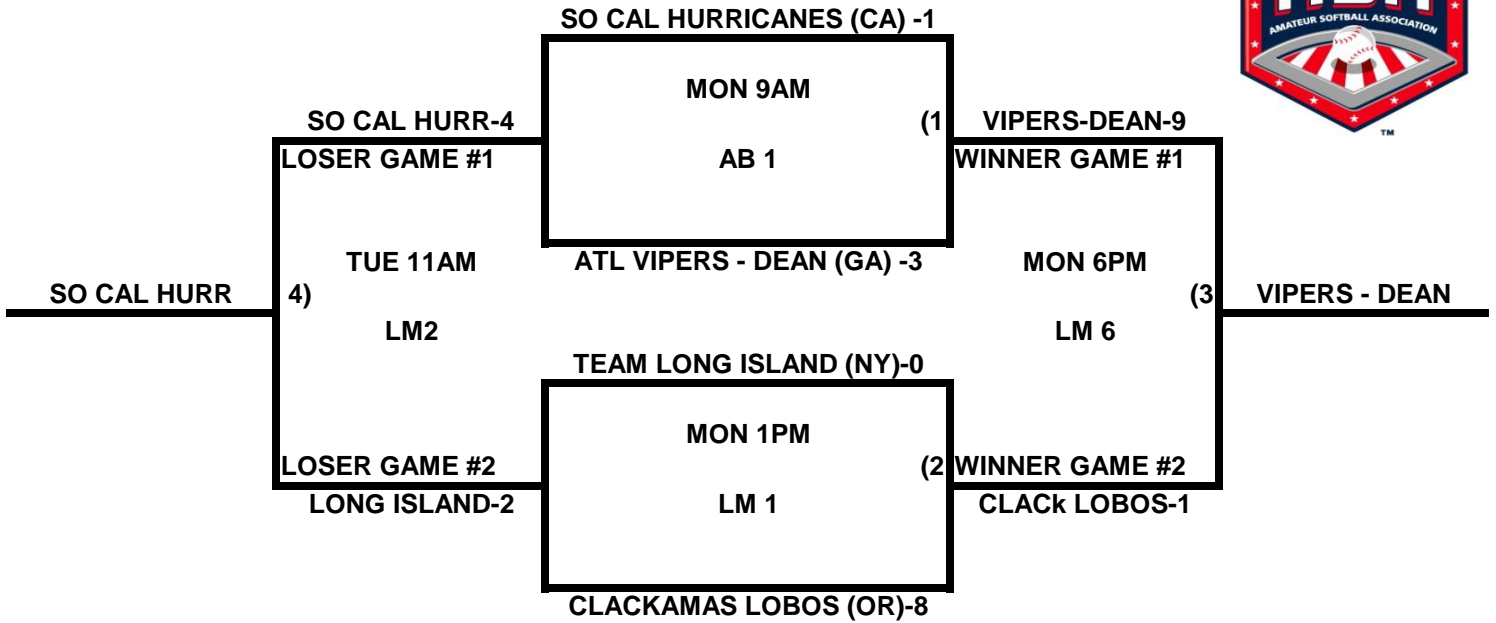 SO CAL HURRICANES (CA) -1
AMATEUR SOFTBALL ASSOCIATION
TM
MON 9AM
SO CAL HURR-4
(1
VIPERS-DEAN-9
LOSER GAME #1
AB 1
WINNER GAME #1
TUE 11AM
ATL VIPERS - DEAN (GA) -3
MON 6PM
SO CAL HURR
4)
(3
VIPERS - DEAN
LM2
LM 6
TEAM LONG ISLAND (NY)-0
MON 1PM
LOSER GAME #2
(2
WINNER GAME #2
LONG ISLAND-2
LM 1
CLACk LOBOS-1
CLACKAMAS LOBOS (OR)-8